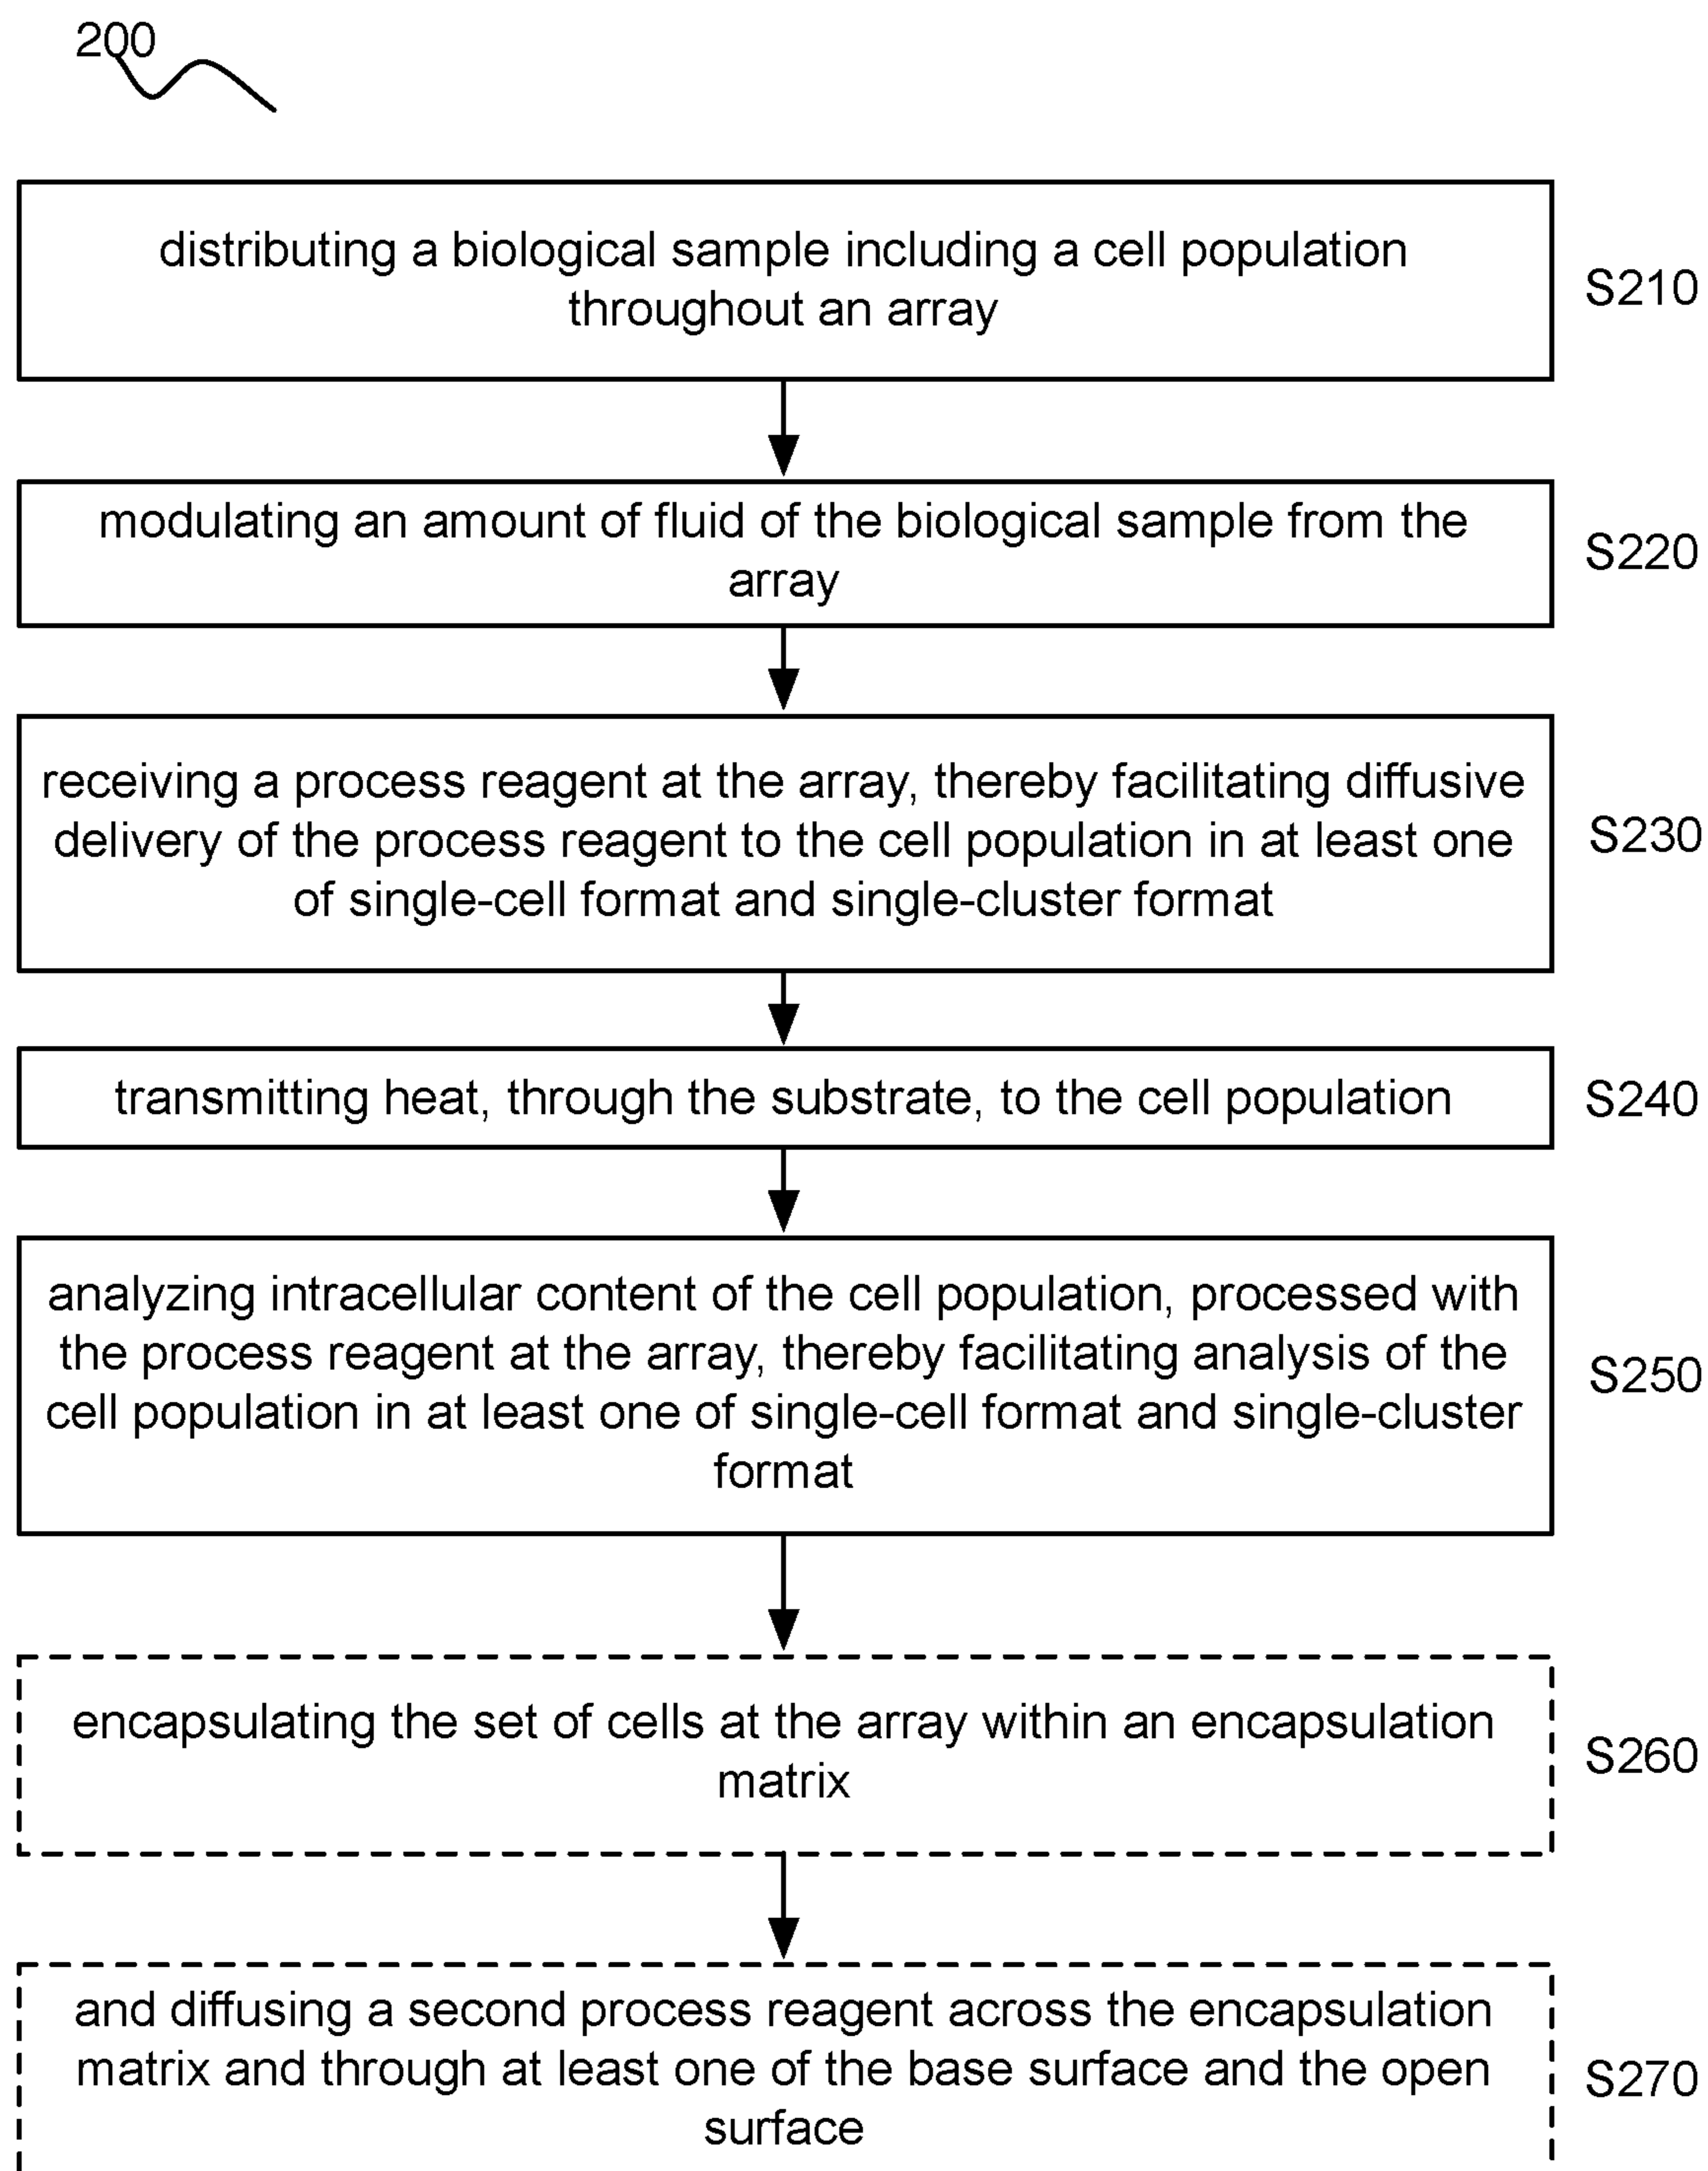 200
distributing a biological sample including a cell population
throughout an array
S210
modulating an amount of fluid of the biological sample from the
array
S220
receiving a process reagent at the array, thereby facilitating diffusive
delivery of the process reagent to the cell population in at least one
of single-cell format and single-cluster format
S230
transmitting heat, through the substrate, to the cell population
S240
analyzing intracellular content of the cell population, processed with
the process reagent at the array, thereby facilitating analysis of the
cell population in at least one of single-cell format and single-cluster
format
S250
encapsulating the set of cells at the array within an encapsulation
matrix
S260
and diffusing a second process reagent across the encapsulation
matrix and through at least one of the base surface and the open
surface
S270